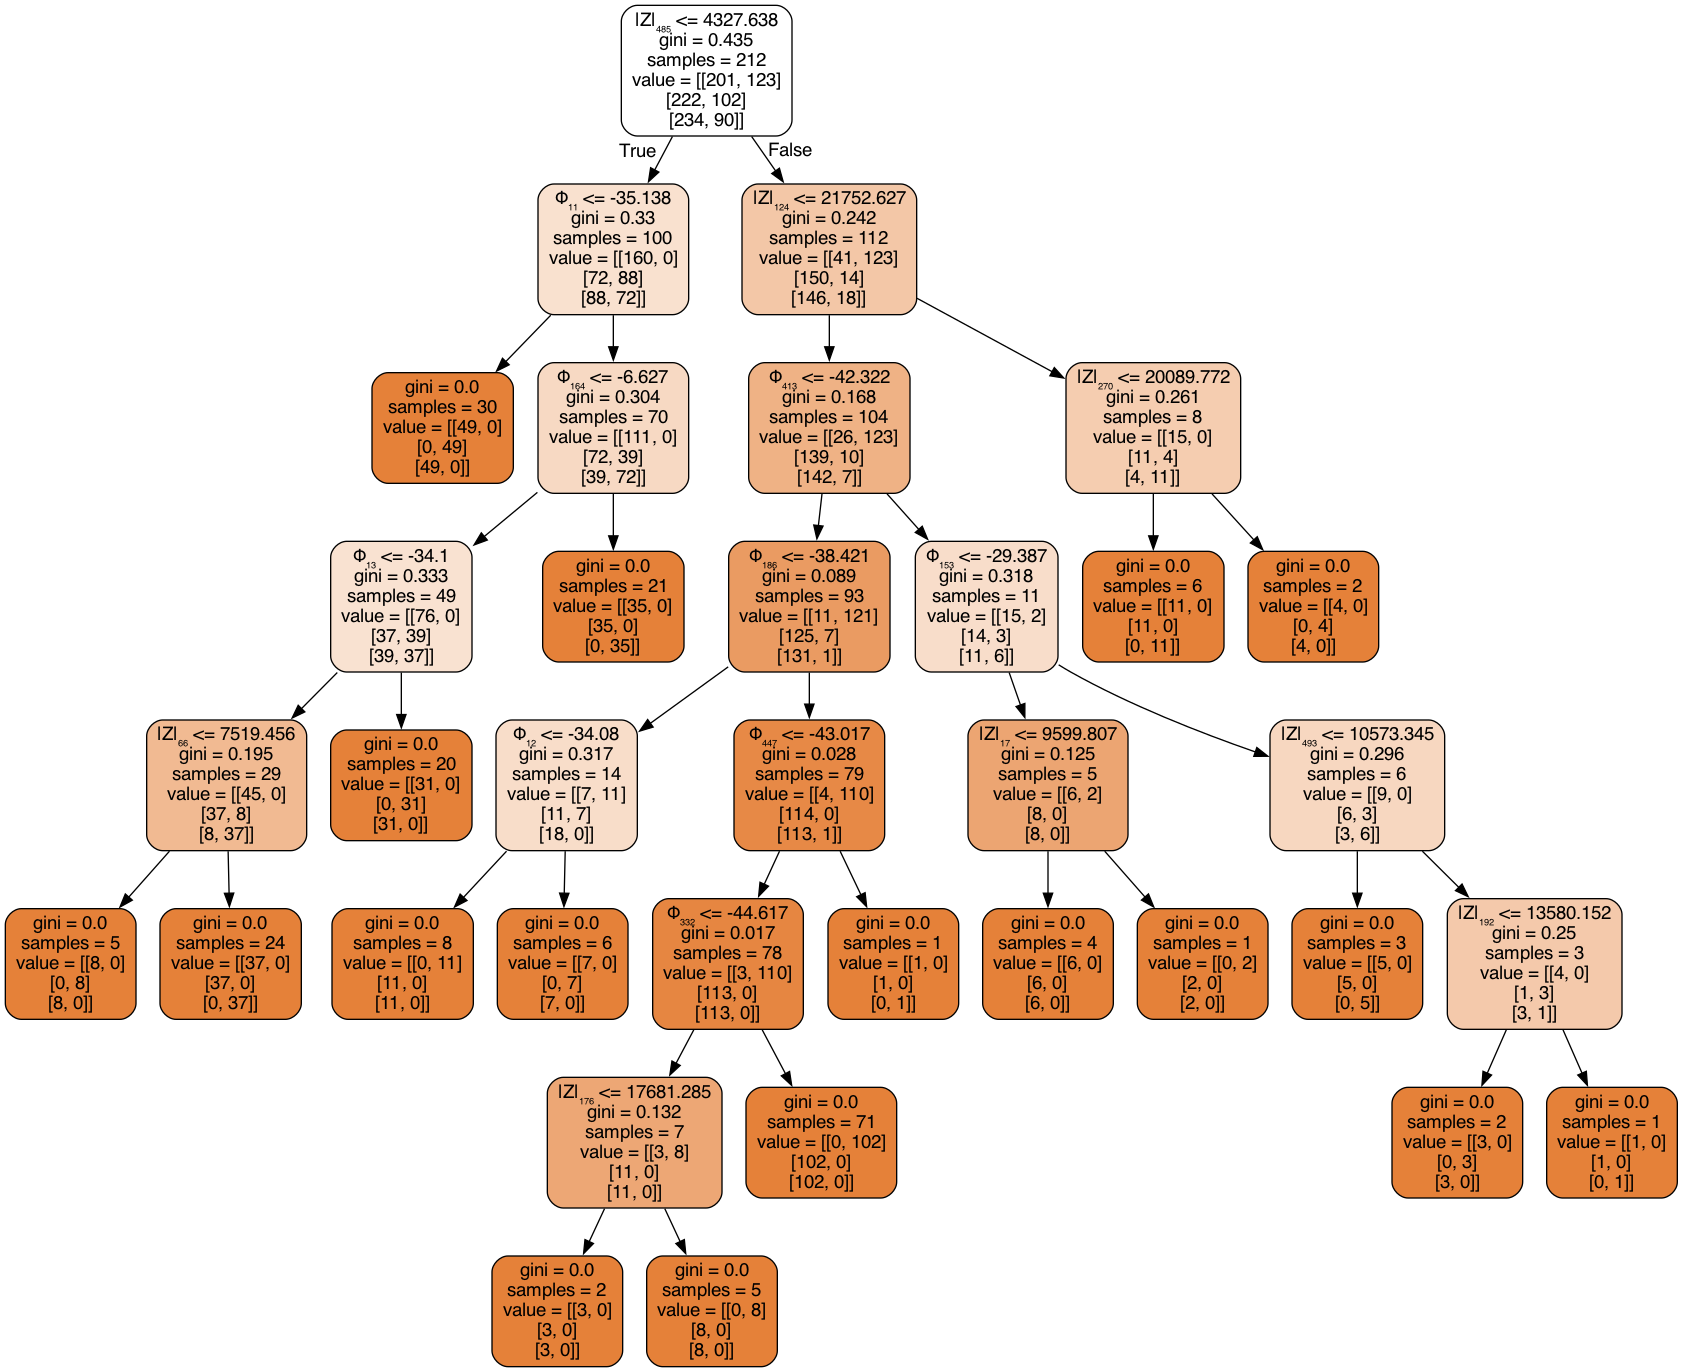 |Z|₄₈₅ <= 4327.638
gini = 0.435
samples = 212
value = [[201, 123]
[222, 102]
[234, 90]]
True
False
Φ₁₁ <= -35.138
gini = 0.33
samples = 100
value = [[160, 0]
[72, 88]
[88, 72]]
|Z|₁₂₄ <= 21752.627
gini = 0.242
samples = 112
value = [[41, 123]
[150, 14]
[146, 18]]
gini = 0.0
samples = 30
value = [[49, 0]
[0, 49]
[49, 0]]
Φ₁₆₄ <= -6.627
gini = 0.304
samples = 70
value = [[111, 0]
[72, 39]
[39, 72]]
Φ₄₁₃ <= -42.322
gini = 0.168
samples = 104
value = [[26, 123]
[139, 10]
[142, 7]]
|Z|₂₇₀ <= 20089.772
gini = 0.261
samples = 8
value = [[15, 0]
[11, 4]
[4, 11]]
Φ₁₃ <= -34.1
gini = 0.333
samples = 49
value = [[76, 0]
[37, 39]
[39, 37]]
gini = 0.0
samples = 21
value = [[35, 0]
[35, 0]
[0, 35]]
Φ₁₈₆ <= -38.421
gini = 0.089
samples = 93
value = [[11, 121]
[125, 7]
[131, 1]]
Φ₁₅₃ <= -29.387
gini = 0.318
samples = 11
value = [[15, 2]
[14, 3]
[11, 6]]
gini = 0.0
samples = 6
value = [[11, 0]
[11, 0]
[0, 11]]
gini = 0.0
samples = 2
value = [[4, 0]
[0, 4]
[4, 0]]
|Z|₆₆ <= 7519.456
gini = 0.195
samples = 29
value = [[45, 0]
[37, 8]
[8, 37]]
gini = 0.0
samples = 20
value = [[31, 0]
[0, 31]
[31, 0]]
Φ₁₂ <= -34.08
gini = 0.317
samples = 14
value = [[7, 11]
[11, 7]
[18, 0]]
Φ₄₄₇ <= -43.017
gini = 0.028
samples = 79
value = [[4, 110]
[114, 0]
[113, 1]]
|Z|₁₇ <= 9599.807
gini = 0.125
samples = 5
value = [[6, 2]
[8, 0]
[8, 0]]
|Z|₄₉₃ <= 10573.345
gini = 0.296
samples = 6
value = [[9, 0]
[6, 3]
[3, 6]]
gini = 0.0
samples = 5
value = [[8, 0]
[0, 8]
[8, 0]]
gini = 0.0
samples = 24
value = [[37, 0]
[37, 0]
[0, 37]]
gini = 0.0
samples = 8
value = [[0, 11]
[11, 0]
[11, 0]]
gini = 0.0
samples = 6
value = [[7, 0]
[0, 7]
[7, 0]]
Φ₃₃₂ <= -44.617
gini = 0.017
samples = 78
value = [[3, 110]
[113, 0]
[113, 0]]
gini = 0.0
samples = 1
value = [[1, 0]
[1, 0]
[0, 1]]
gini = 0.0
samples = 4
value = [[6, 0]
[6, 0]
[6, 0]]
gini = 0.0
samples = 1
value = [[0, 2]
[2, 0]
[2, 0]]
gini = 0.0
samples = 3
value = [[5, 0]
[5, 0]
[0, 5]]
|Z|₁₉₂ <= 13580.152
gini = 0.25
samples = 3
value = [[4, 0]
[1, 3]
[3, 1]]
|Z|₁₇₆ <= 17681.285
gini = 0.132
samples = 7
value = [[3, 8]
[11, 0]
[11, 0]]
gini = 0.0
samples = 71
value = [[0, 102]
[102, 0]
[102, 0]]
gini = 0.0
samples = 2
value = [[3, 0]
[0, 3]
[3, 0]]
gini = 0.0
samples = 1
value = [[1, 0]
[1, 0]
[0, 1]]
gini = 0.0
samples = 2
value = [[3, 0]
[3, 0]
[3, 0]]
gini = 0.0
samples = 5
value = [[0, 8]
[8, 0]
[8, 0]]